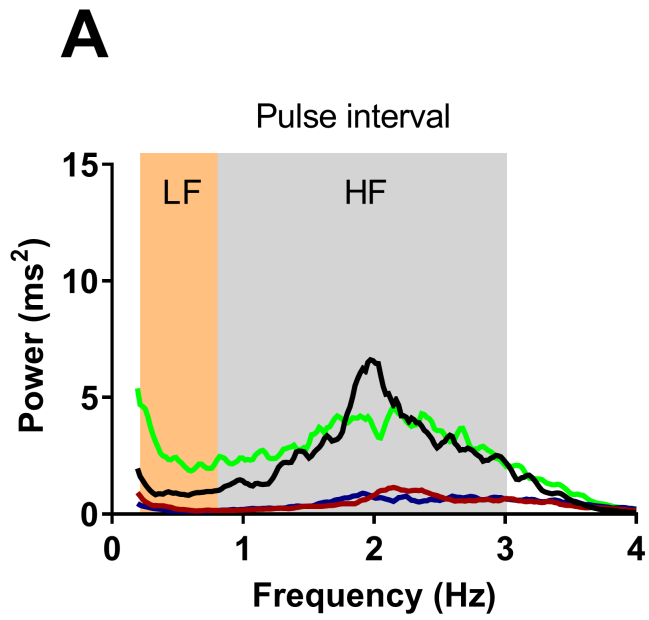 A
Pulse interval
LF
HF
15
10
5
0
Power (ms²)
0 1 2 3 4
Frequency (Hz)